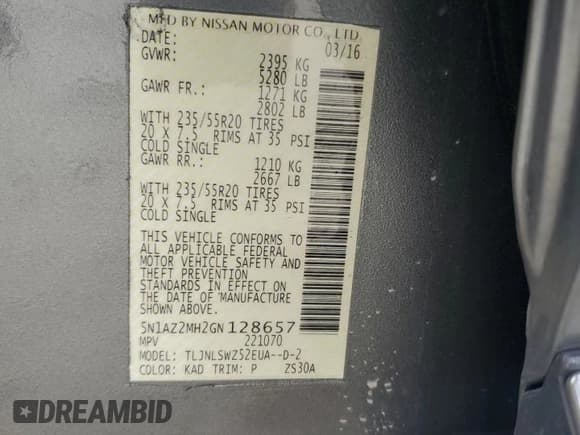 MFD BY NISSAN MOTOR CO., LTD.
DATE: 03/16
GVWR: 2395 KG
5280 LB
GAWR FR.: 1271 KG
2802 LB
WITH 235/55R20 TIRES
20 X 7.5 RIMS AT 35 PSI
COLD SINGLE
GAWR RR.: 1210 KG
2667 LB
WITH 235/55R20 TIRES
20 X 7.5 RIMS AT 35 PSI
COLD SINGLE
THIS VEHICLE CONFORMS TO
ALL APPLICABLE FEDERAL
MOTOR VEHICLE SAFETY AND
THEFT PREVENTION
STANDARDS IN EFFECT ON
THE DATE OF MANUFACTURE
SHOWN ABOVE.
5N1AZ2MH2GN128657
MPV 221070
MODEL: TLJNLSWZ52EUA--D-2
COLOR: KAD TRIM: P ZS30A
DREAMBID